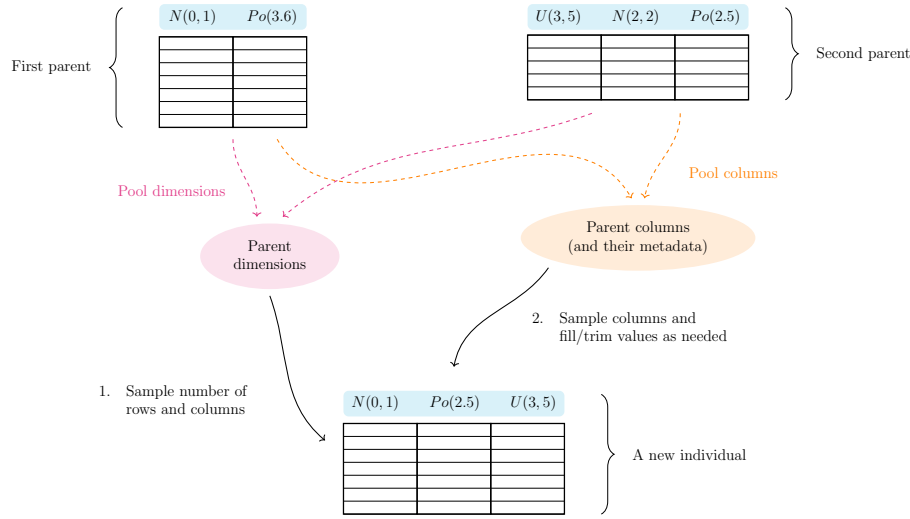 N(0, 1) Po(3.6)
U(3, 5) N(2, 2) Po(2.5)
First parent
Second parent
Pool dimensions
Pool columns
Parent
dimensions
Parent columns
(and their metadata)
2. Sample columns and
fill/trim values as needed
1. Sample number of
rows and columns
N(0, 1) Po(2.5) U(3, 5)
A new individual